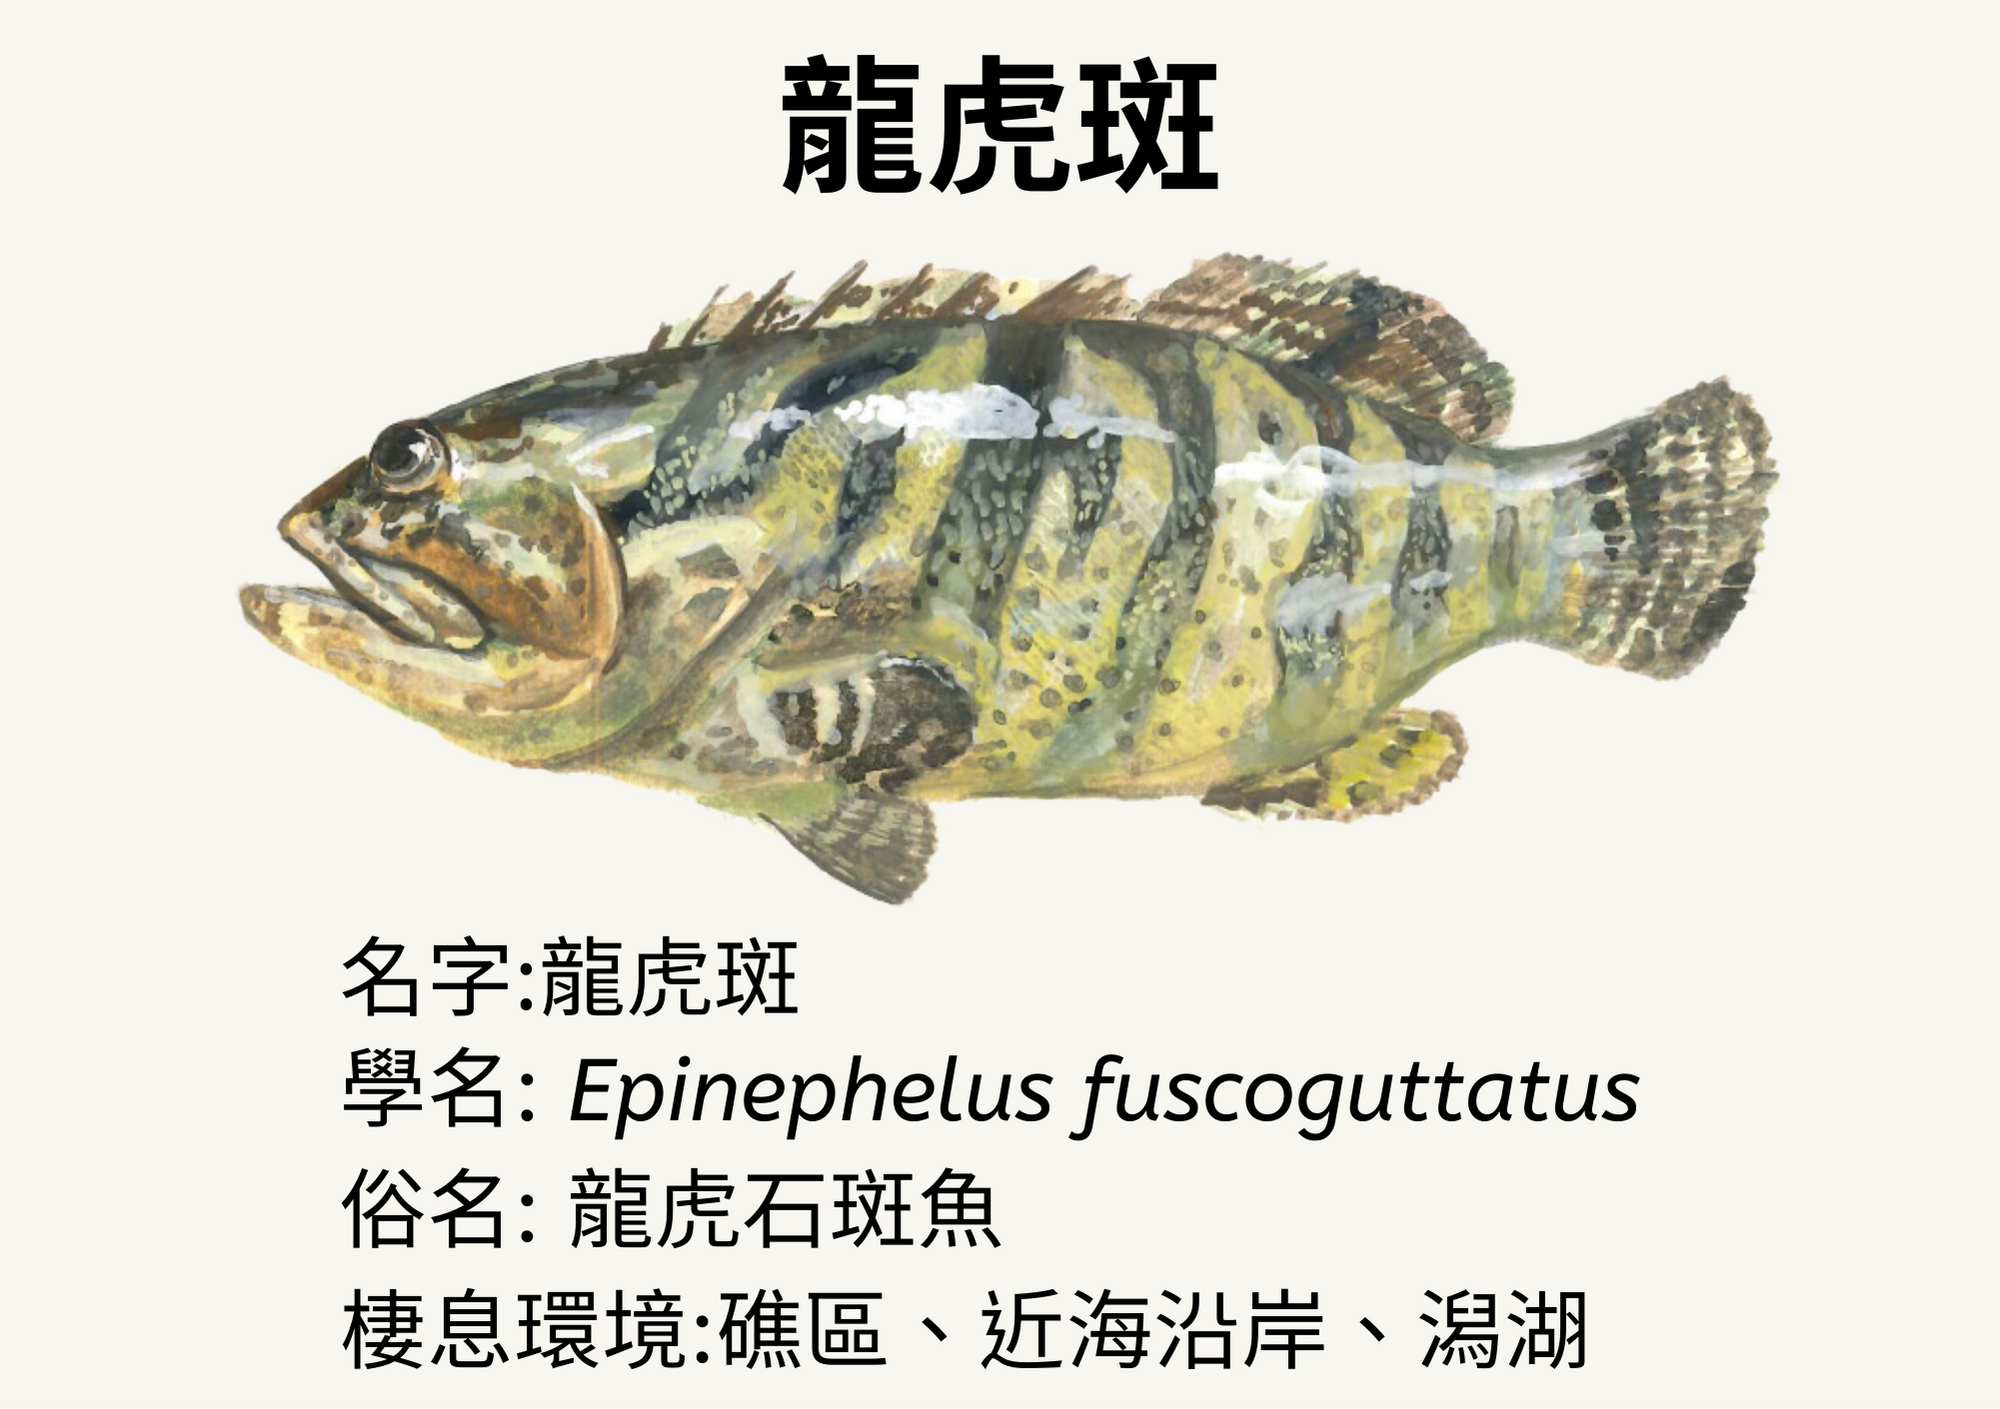 龍虎斑
名字:龍虎斑
學名: Epinephelus fuscoguttatus
俗名: 龍虎石斑魚
棲息環境:礁區、近海沿岸、潟湖